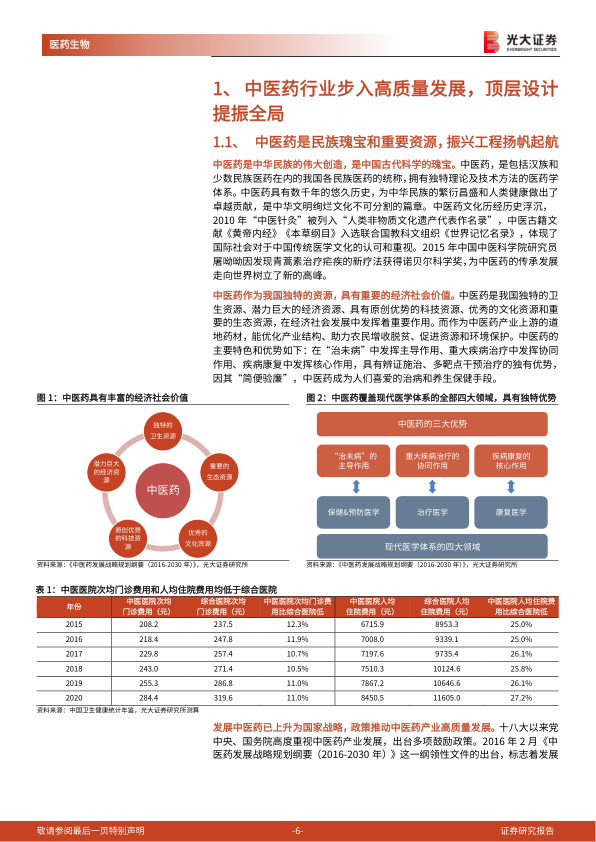 医药生物
光大证券
EVERBRIGHT SECURITIES
1、 中医药行业步入高质量发展，顶层设计
提振全局
1.1、 中医药是民族瑰宝和重要资源，振兴工程扬帆起航
中医药是中华民族的伟大创造，是中国古代科学的瑰宝。中医药，是包括汉族和
少数民族医药在内的我国各民族医药的统称，拥有独特理论及技术方法的医药学
体系。中医药具有数千年的悠久历史，为中华民族的繁衍昌盛和人类健康做出了
卓越贡献，是中华文明绚烂文化不可分割的篇章。中医药文化历经历史浮沉，
2010 年“中医针灸”被列入“人类非物质文化遗产代表作名录”，中医古籍文
献《黄帝内经》《本草纲目》入选联合国教科文组织《世界记忆名录》，体现了
国际社会对于中国传统医学文化的认可和重视。2015 年中国中医科学院研究员
屠呦呦因发现青蒿素治疗疟疾的新疗法获得诺贝尔科学奖，为中医药的传承发展
走向世界树立了新的高峰。
中医药作为我国独特的资源，具有重要的经济社会价值。中医药是我国独特的卫
生资源、潜力巨大的经济资源、具有原创优势的科技资源、优秀的文化资源和重
要的生态资源，在经济社会发展中发挥着重要作用。而作为中医药产业上游的道
地药材，能优化产业结构、助力农民增收脱贫、促进资源和环境保护。中医药的
主要特色和优势如下：在“治未病”中发挥主导作用、重大疾病治疗中发挥协同
作用、疾病康复中发挥核心作用，具有辨证施治、多靶点干预治疗的独有优势，
因其“简便验廉”，中医药成为人们喜爱的治病和养生保健手段。
图 1：中医药具有丰富的经济社会价值
独特的
卫生资源
潜力巨大
的经济资
源
重要的
生态资源
中医药
原创优势
的科技资
源
优秀的
文化资源
资料来源：《中医药发展战略规划纲要（2016-2030 年）》，光大证券研究所
图 2：中医药覆盖现代医学体系的全部四大领域，具有独特优势
中医药的三大优势
“治未病”的
主导作用
重大疾病治疗的
协同作用
疾病康复的
核心作用
保健&预防医学
治疗医学
康复医学
现代医学体系的四大领域
资料来源：《中医药发展战略规划纲要（2016-2030 年）》，光大证券研究所
表 1：中医医院次均门诊费用和人均住院费用均低于综合医院
年份 中医医院次均门诊费用（元） 综合医院次均门诊费用（元） 中医医院次均门诊费用比综合医院低 中医医院人均住院费用（元） 综合医院人均住院费用（元） 中医医院人均住院费用比综合医院低
2015 208.2 237.5 12.3% 6715.9 8953.3 25.0%
2016 218.4 247.8 11.9% 7008.0 9339.1 25.0%
2017 229.8 257.4 10.7% 7197.6 9735.4 26.1%
2018 243.0 271.4 10.5% 7510.3 10124.6 25.8%
2019 255.3 286.8 11.0% 7867.2 10646.6 26.1%
2020 284.4 319.6 11.0% 8450.5 11605.0 27.2%
资料来源：中国卫生健康统计年鉴，光大证券研究所测算
发展中医药已上升为国家战略，政策推动中医药产业高质量发展。十八大以来党
中央、国务院高度重视中医药产业发展，出台多项鼓励政策。2016 年 2 月《中
医药发展战略规划纲要（2016-2030 年）》这一纲领性文件的出台，标志着发展
敬请参阅最后一页特别声明
-6-
证券研究报告